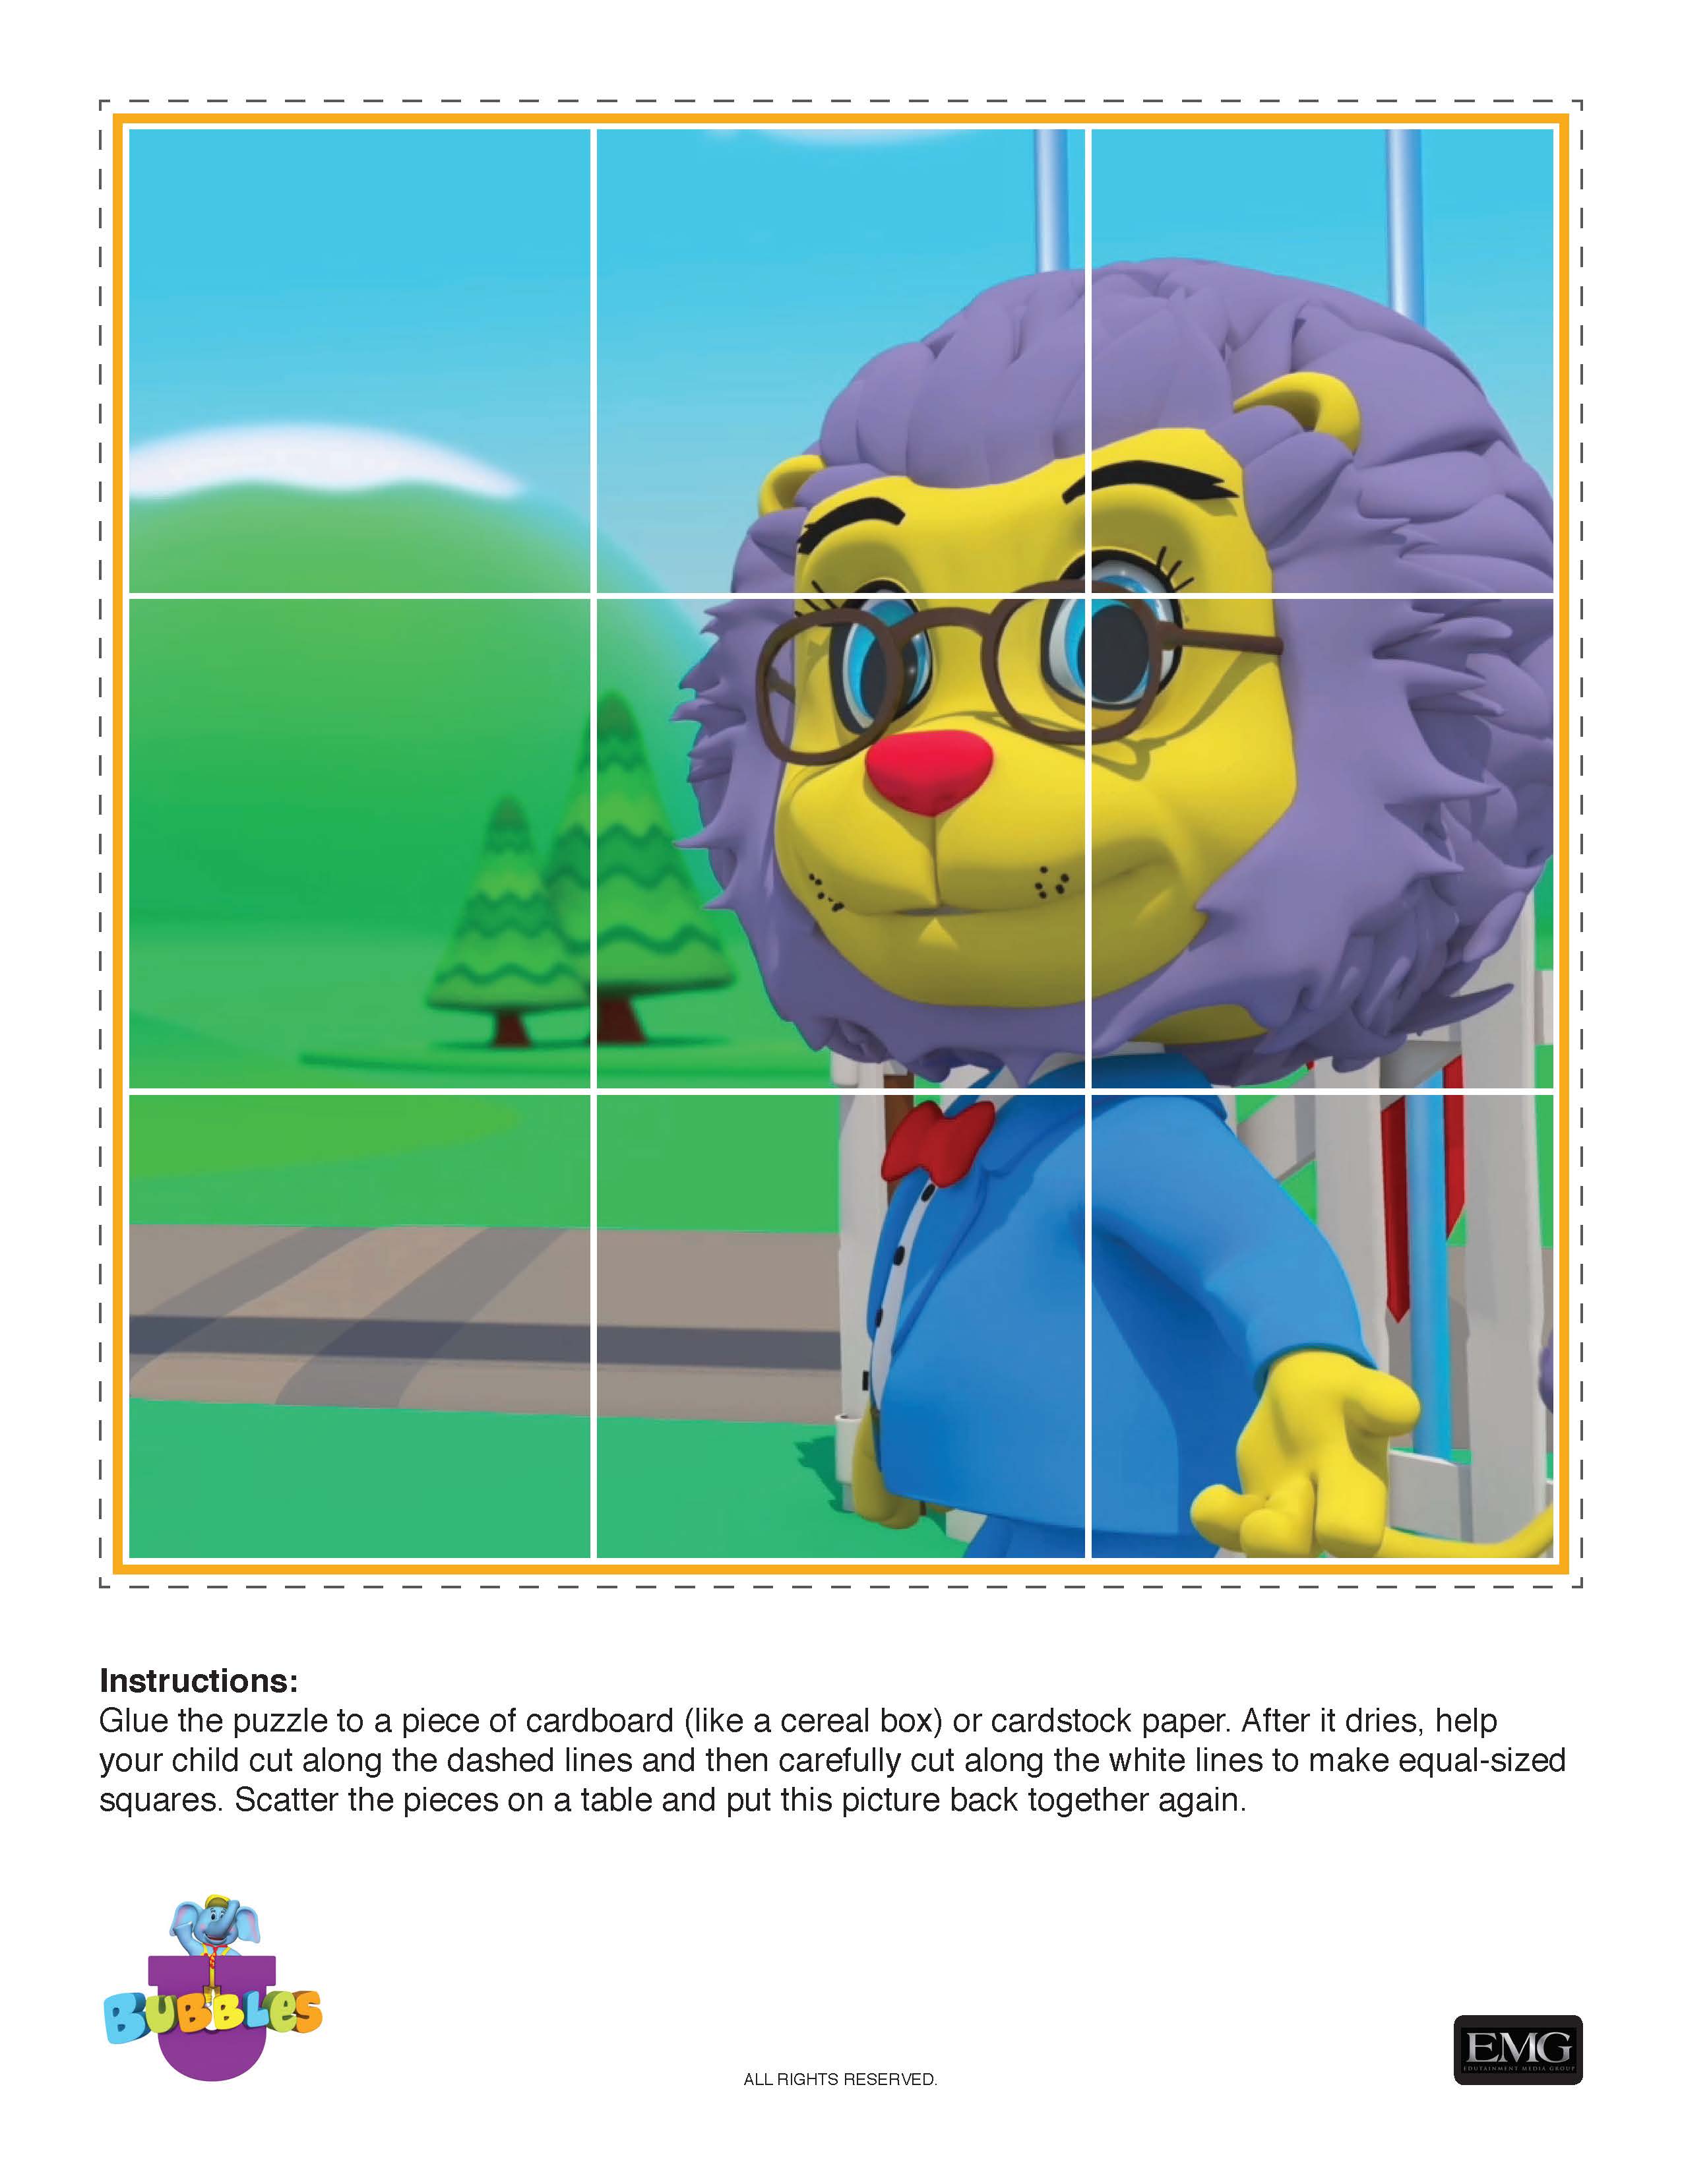 Instructions:
Glue the puzzle to a piece of cardboard (like a cereal box) or cardstock paper. After it dries, help
your child cut along the dashed lines and then carefully cut along the white lines to make equal-sized
squares. Scatter the pieces on a table and put this picture back together again.
U
BUBBLES
ALL RIGHTS RESERVED.
EMG
EDUTAINMENT MEDIA GROUP